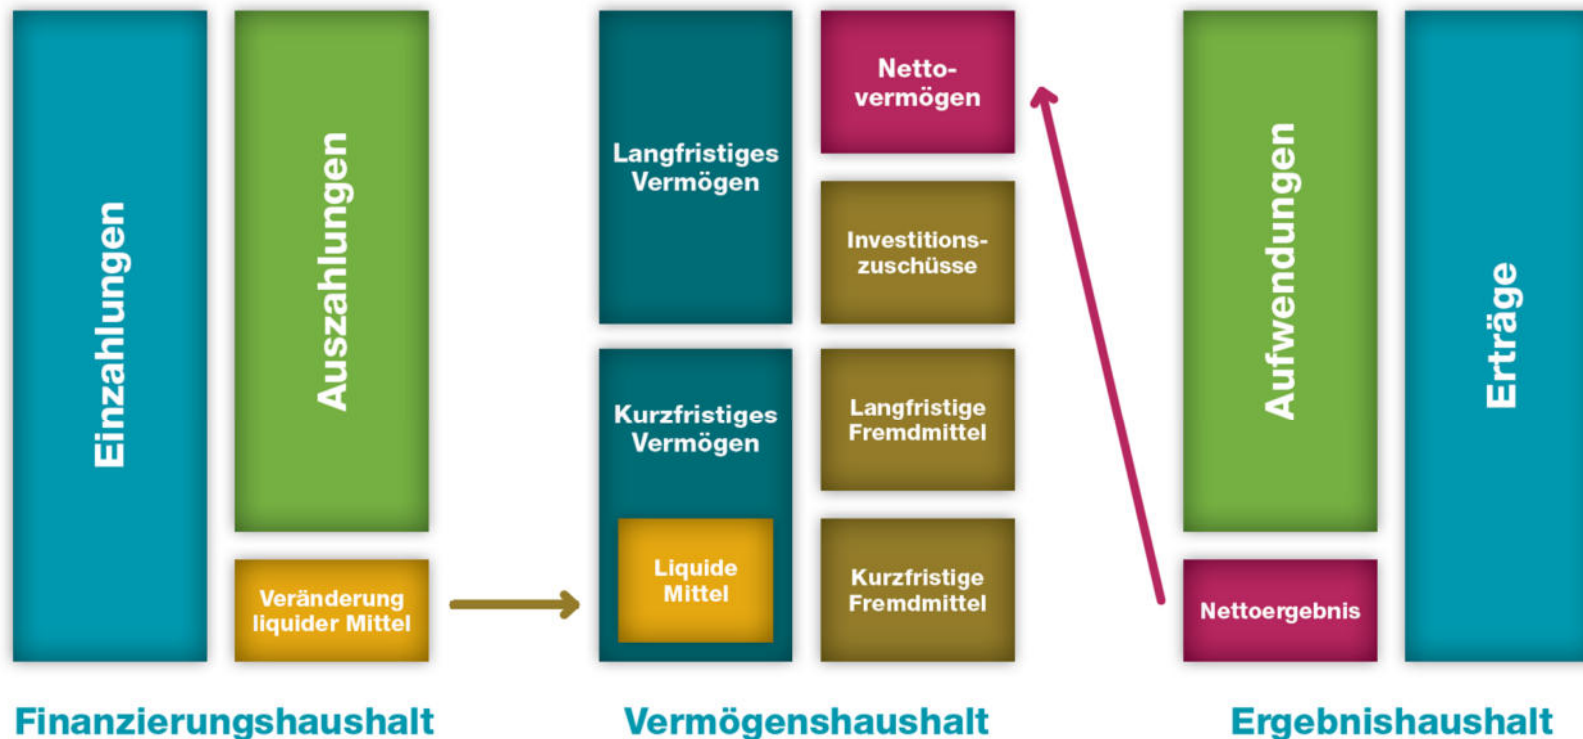 Einzahlungen
Auszahlungen
Veränderung
liquider Mittel
Finanzierungshaushalt
Langfristiges
Vermögen
Kurzfristiges
Vermögen
Liquide
Mittel
Netto-
vermögen
Investitions-
zuschüsse
Langfristige
Fremdmittel
Kurzfristige
Fremdmittel
Vermögenshaushalt
Aufwendungen
Nettoergebnis
Erträge
Ergebnishaushalt